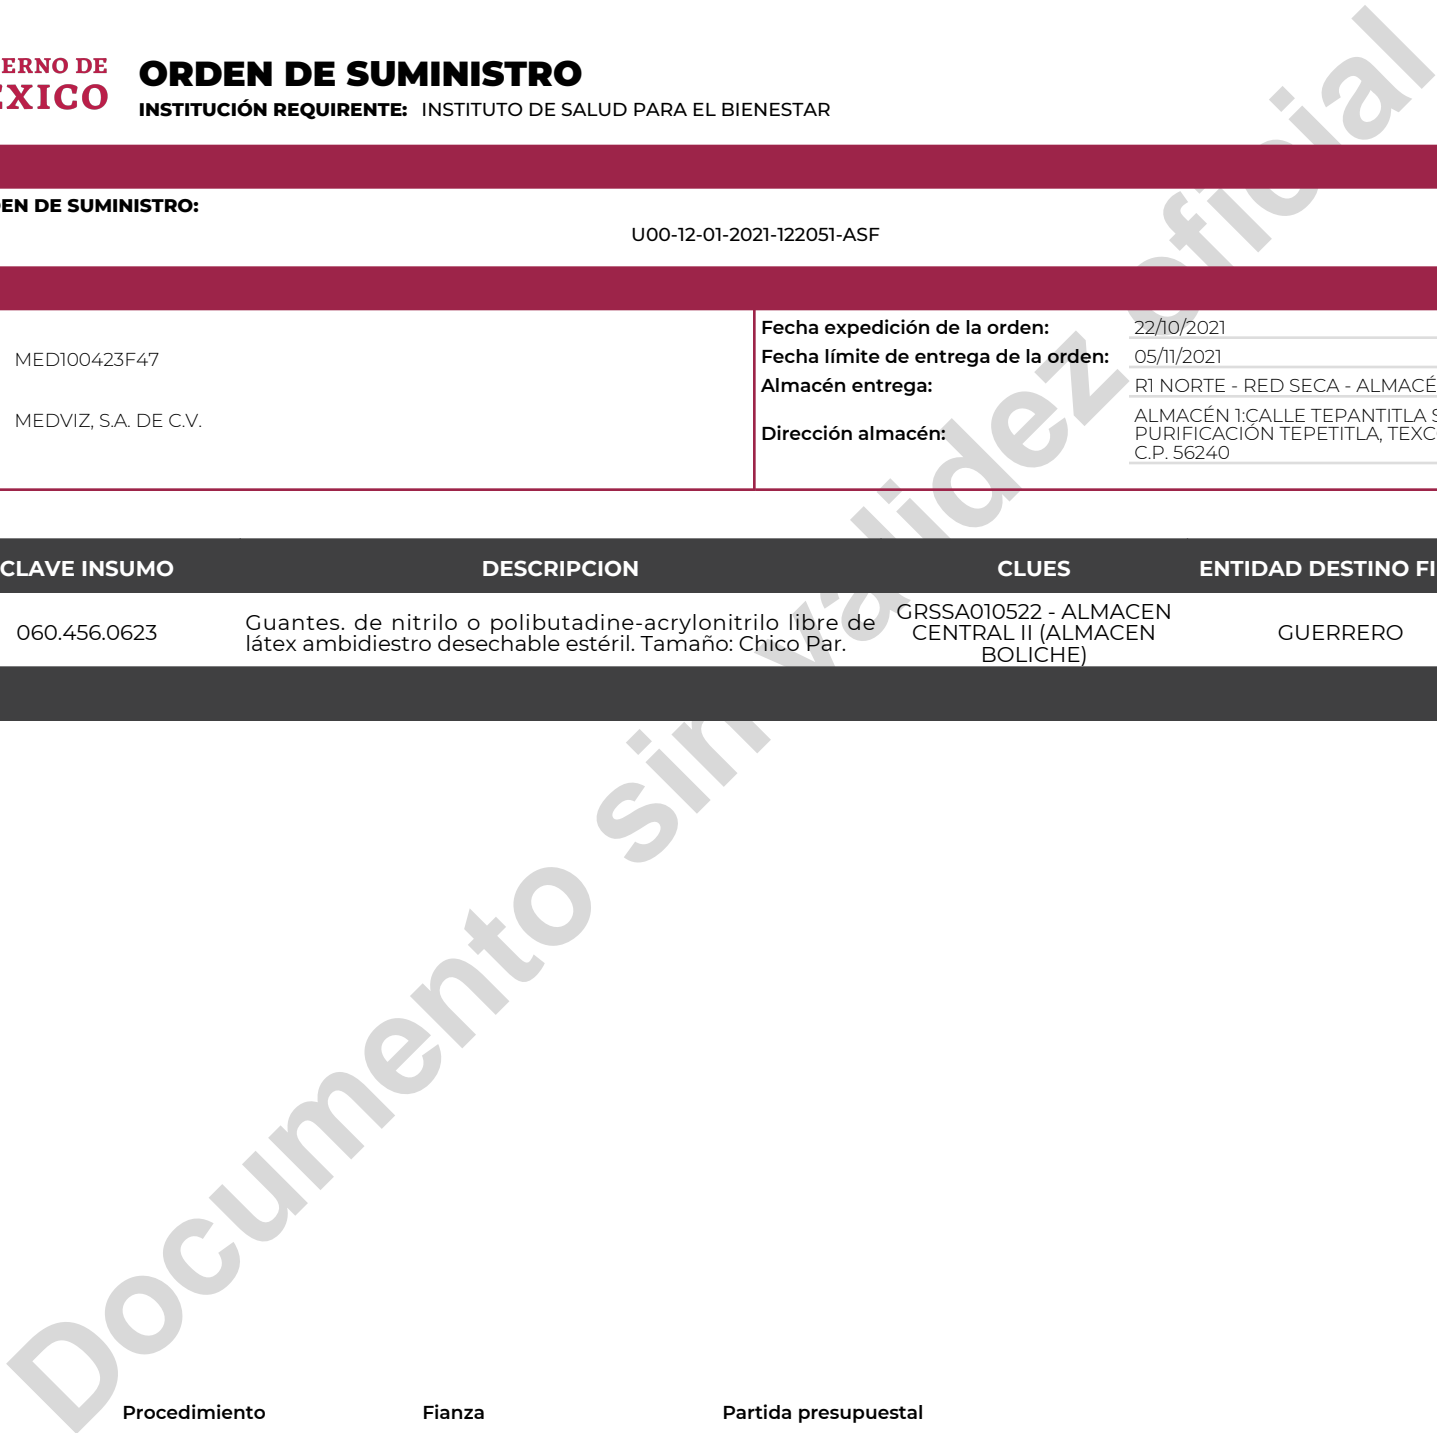 ERNO DE
ORDEN DE SUMINISTRO
XICO
INSTITUCIÓN REQUIRENTE: INSTITUTO DE SALUD PARA EL BIENESTAR
EN DE SUMINISTRO:
U00-12-01-2021-122051-ASF
MED100423F47
MEDVIZ, S.A. DE C.V.
Fecha expedición de la orden: 22/10/2021
Fecha límite de entrega de la orden: 05/11/2021
Almacén entrega: R1 NORTE - RED SECA - ALMACÉ
Dirección almacén: ALMACÉN 1:CALLE TEPANTITLA S
PURIFICACIÓN TEPETITLA, TEXC
C.P. 56240
CLAVE INSUMO DESCRIPCION CLUES ENTIDAD DESTINO FI
060.456.0623
Guantes. de nitrilo o polibutadine-acrylonitrilo libre de
látex ambidiestro desechable estéril. Tamaño: Chico Par.
GRSSA010522 - ALMACEN
CENTRAL II (ALMACEN
BOLICHE)
GUERRERO
Documento sin validez oficial
Procedimiento Fianza Partida presupuestal